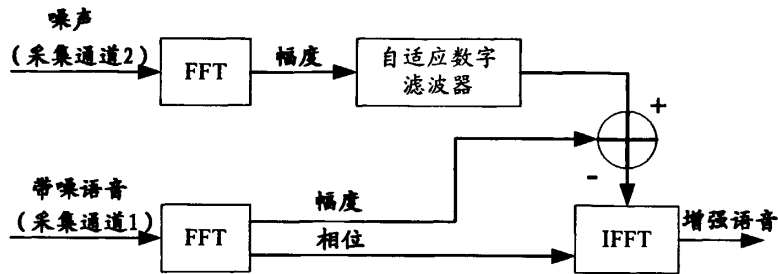 噪声
(采集通道2)
FFT
幅度
自适应数字
滤波器
+
-
带噪语音
(采集通道1)
FFT
幅度
相位
IFFT
增强语音